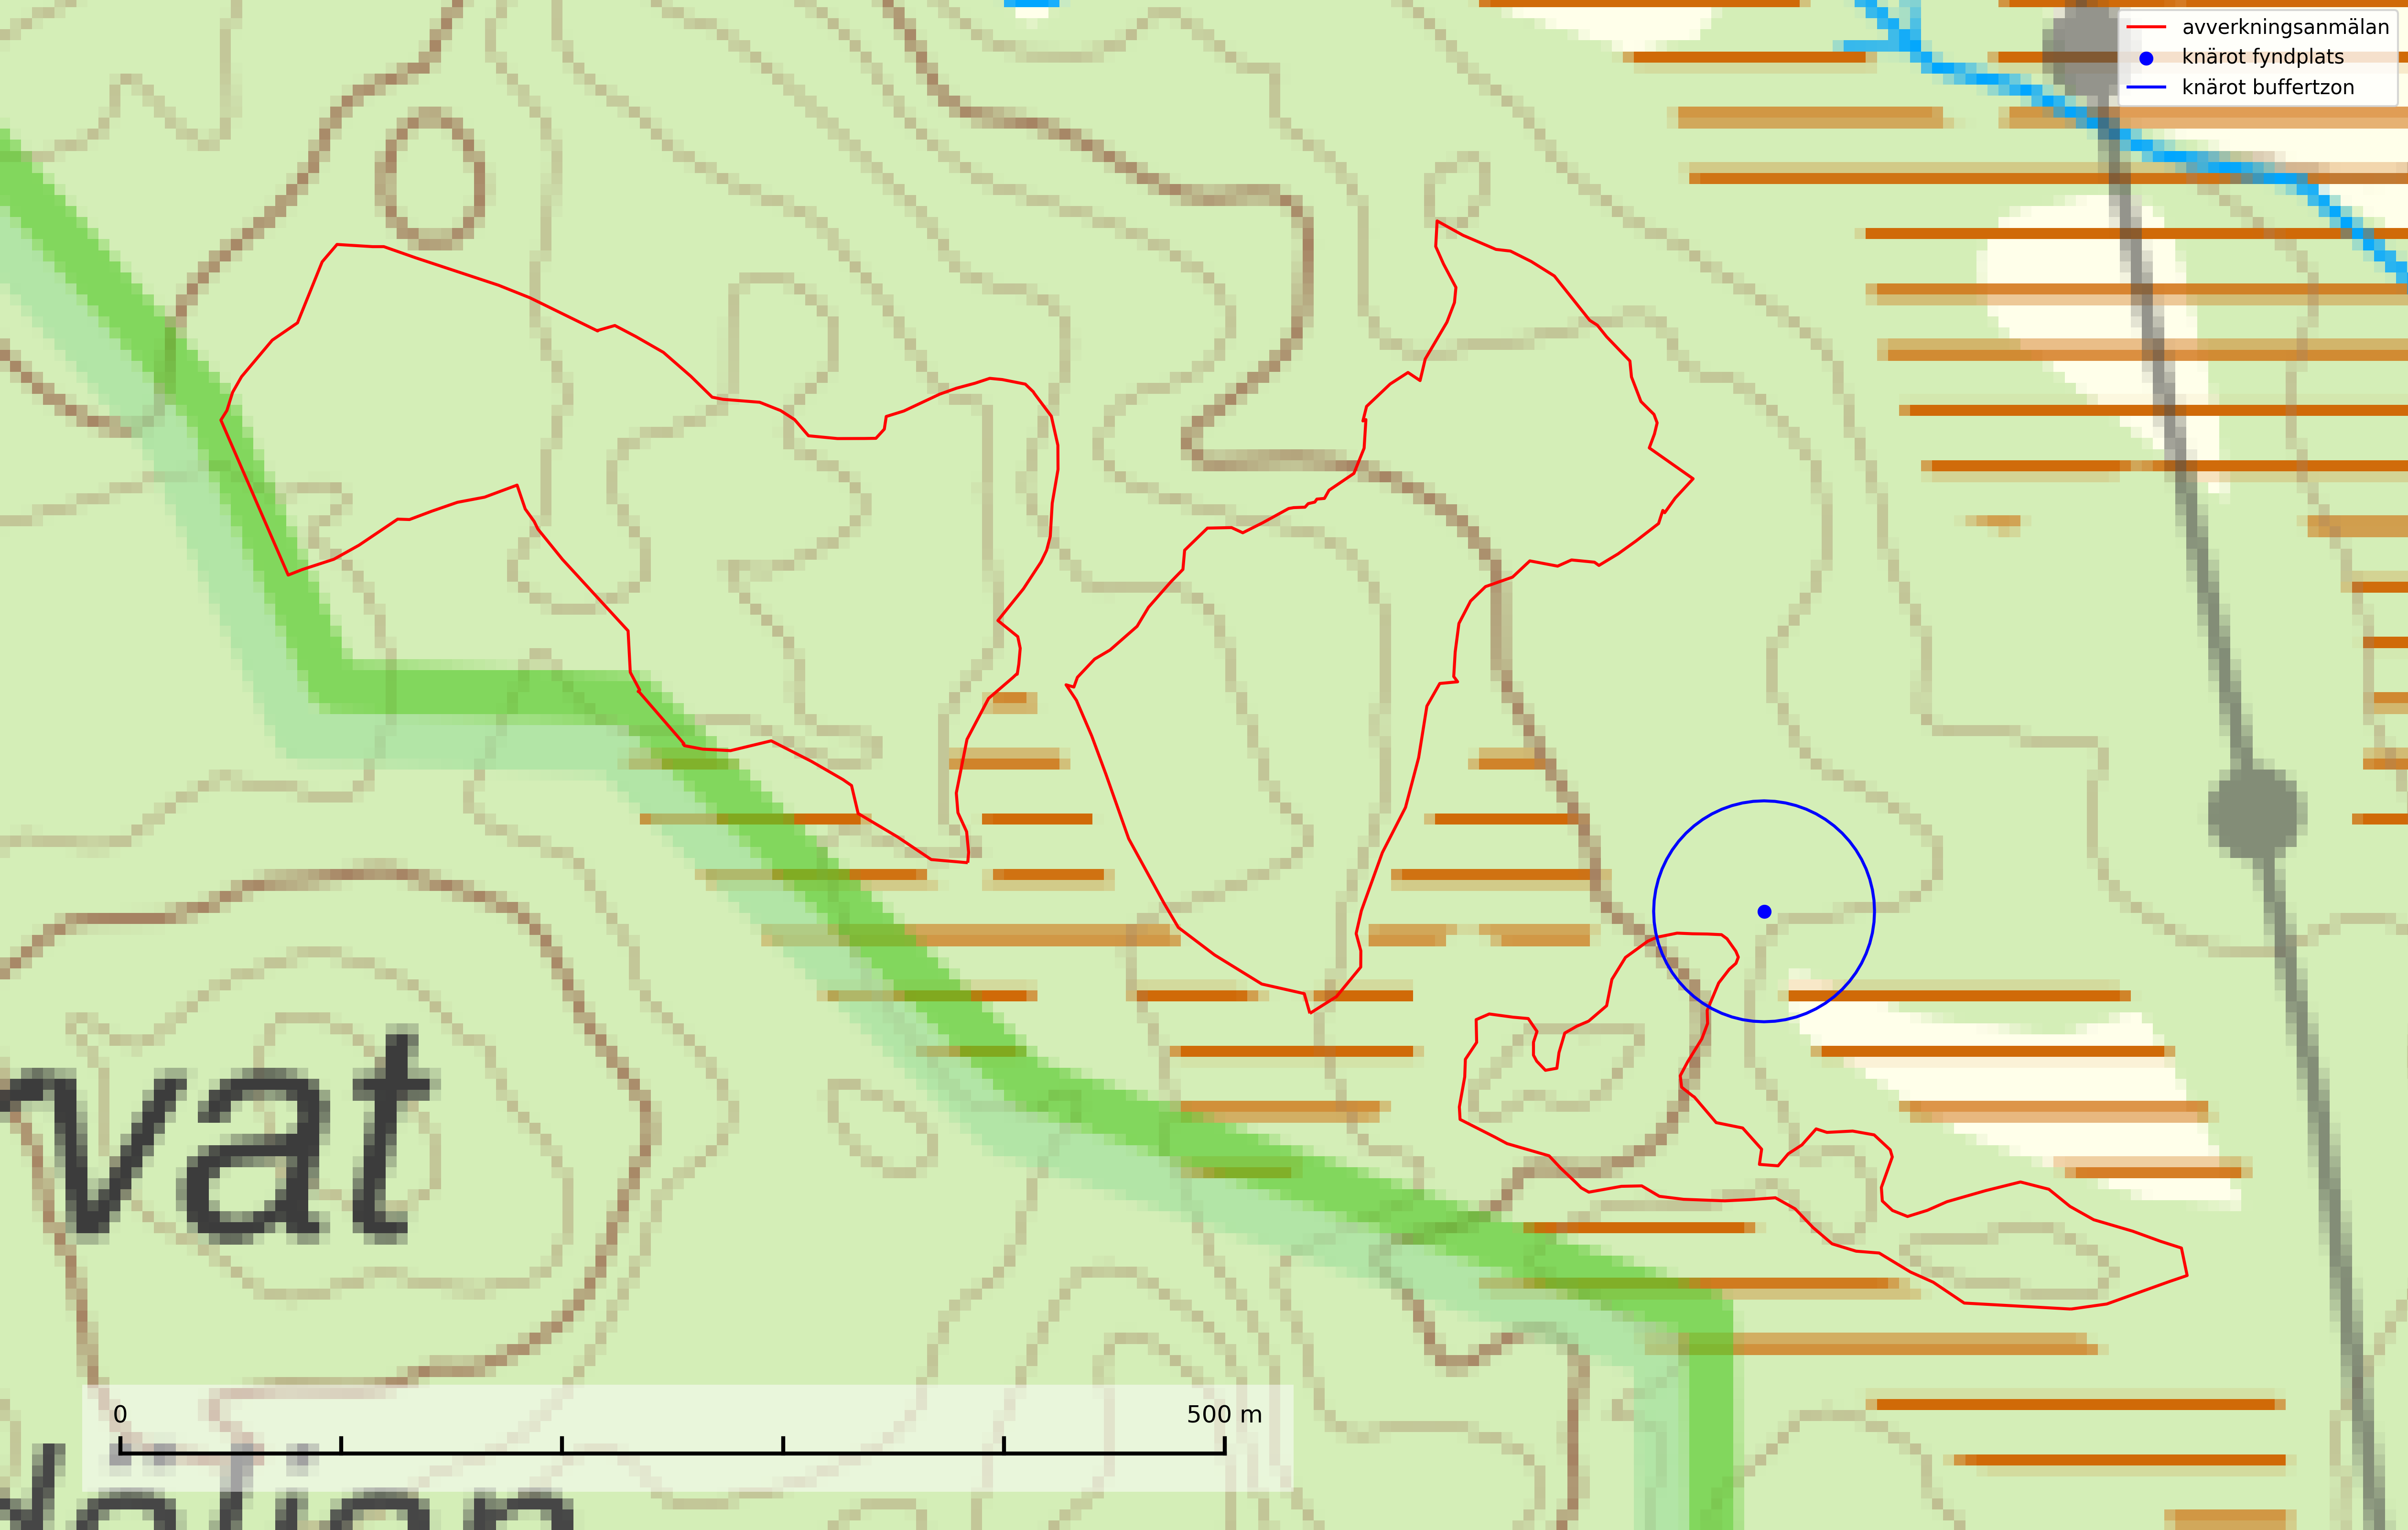 avverkningsanmälan
knärot fyndplats
knärot buffertzon
vat
0 500 m